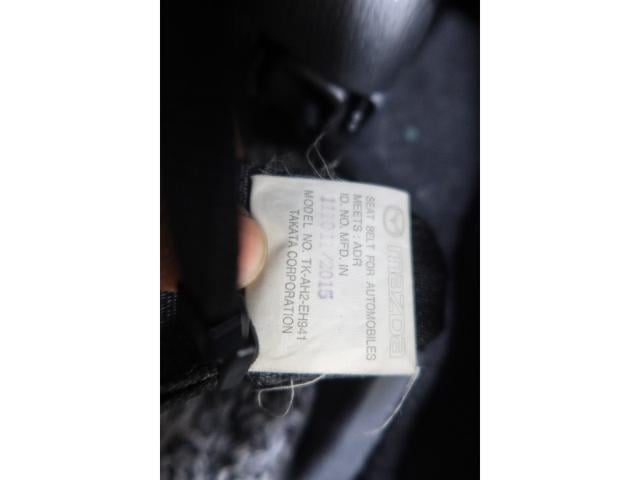 mazda
SEAT BELT FOR AUTOMOBILES
MEETS : ADR
ID. NO. MFD. IN
111011/2015
MODEL NO. TK-AH2-EH941
TAKATA CORPORATION